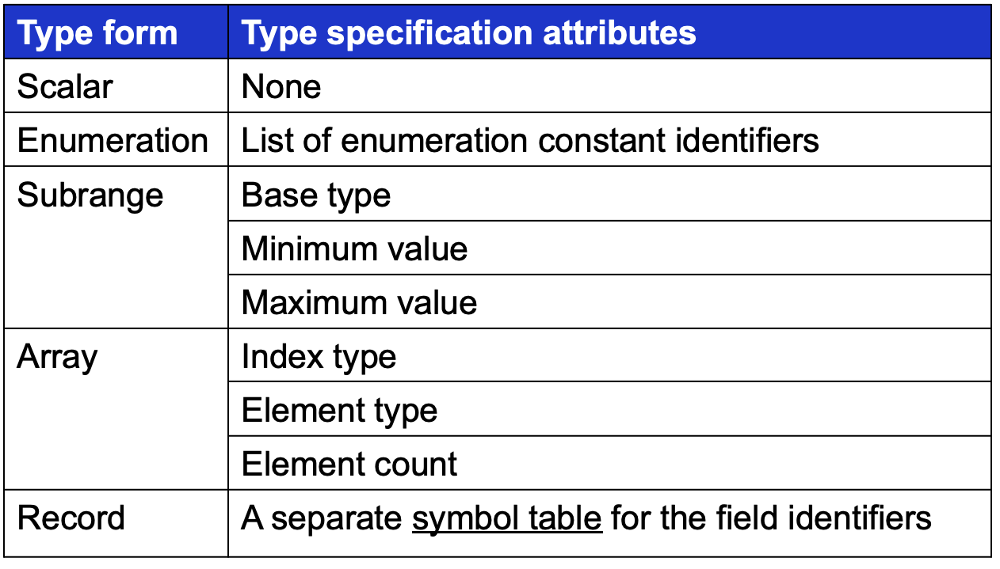 Type form Type specification attributes
Scalar None
Enumeration List of enumeration constant identifiers
Subrange Base type
Minimum value
Maximum value
Array Index type
Element type
Element count
Record A separate symbol table for the field identifiers